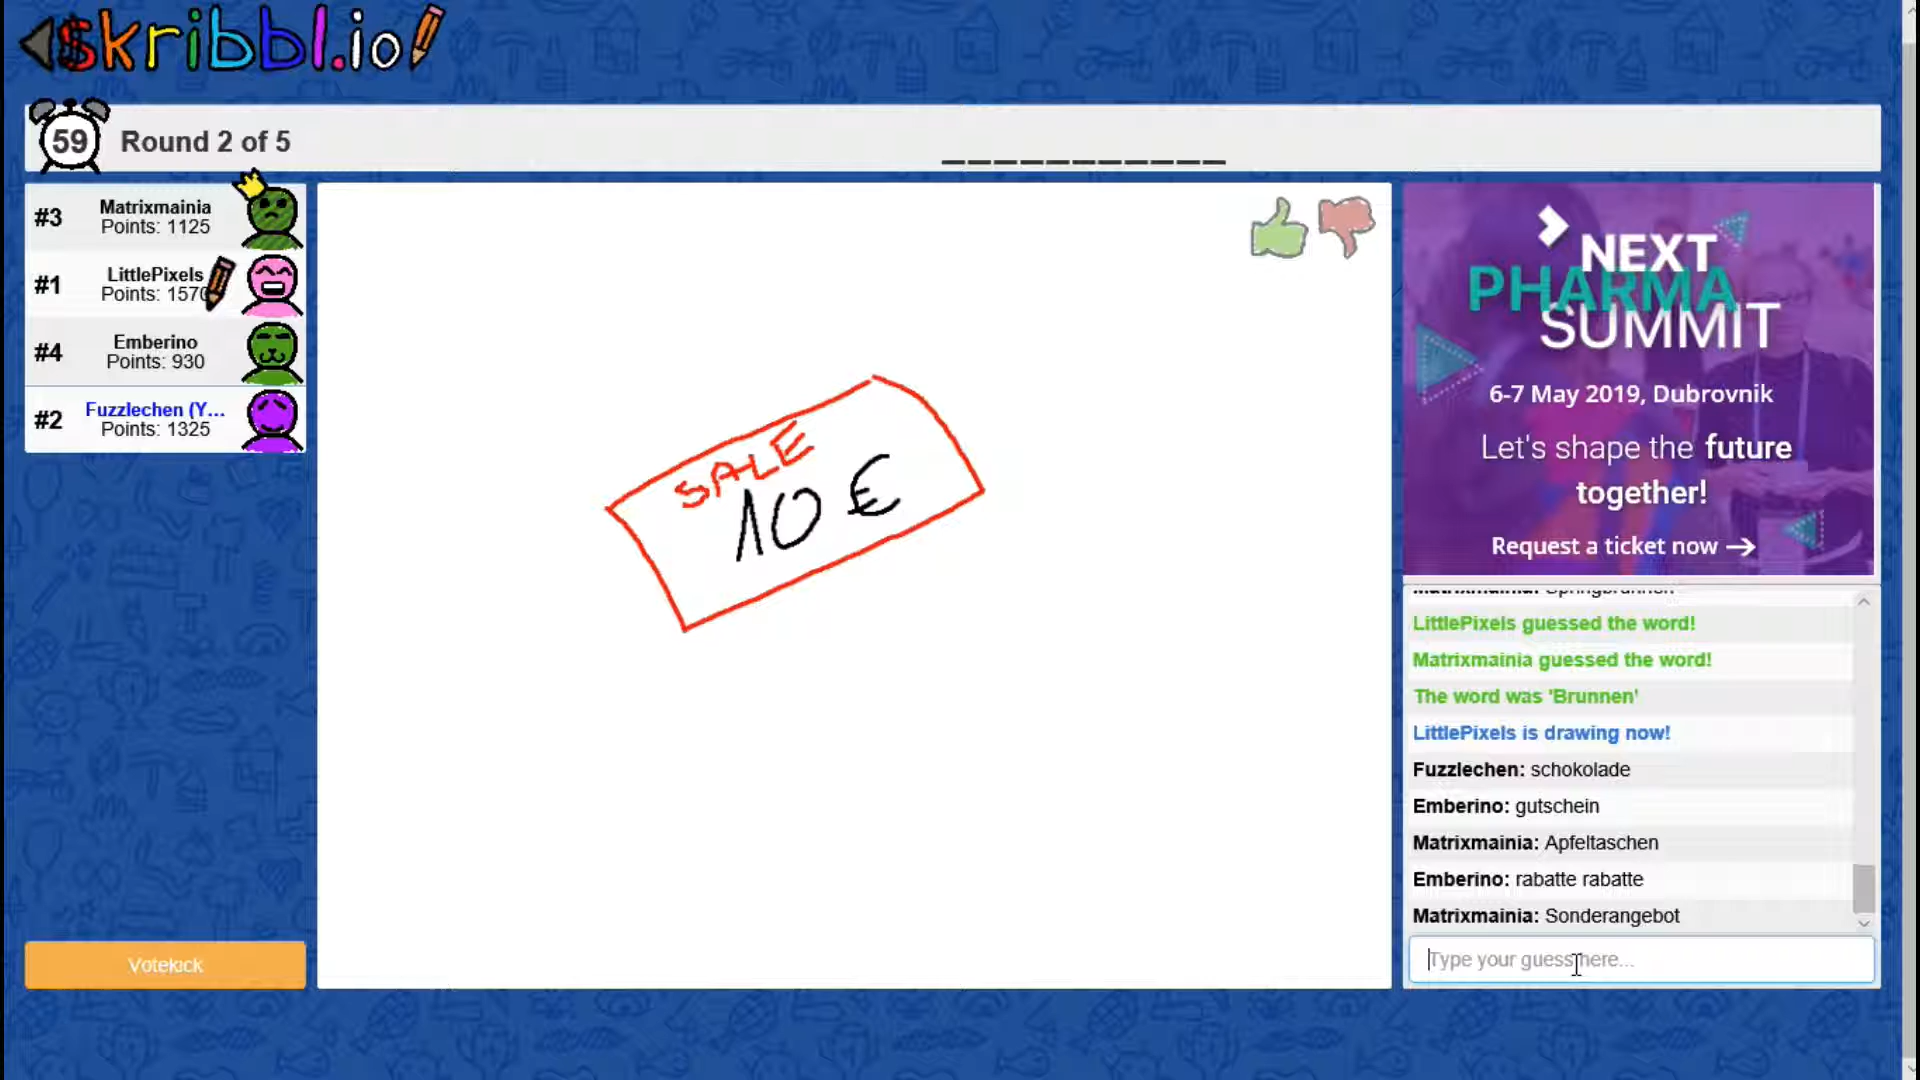 skribbl.io
59
Round 2 of 5
___________
#3
Matrixmainia
Points: 1125
#1
LittlePixels
Points: 1570
#4
Emberino
Points: 930
#2
Fuzzlechen (Y...
Points: 1325
Votekick
SALE
10 €
NEXT
PHARMA
SUMMIT
6-7 May 2019, Dubrovnik
Let's shape the future
together!
Request a ticket now →
Matrixmainia: Springbrunnen
LittlePixels guessed the word!
Matrixmainia guessed the word!
The word was 'Brunnen'
LittlePixels is drawing now!
Fuzzlechen: schokolade
Emberino: gutschein
Matrixmainia: Apfeltaschen
Emberino: rabatte rabatte
Matrixmainia: Sonderangebot
Type your guess here...